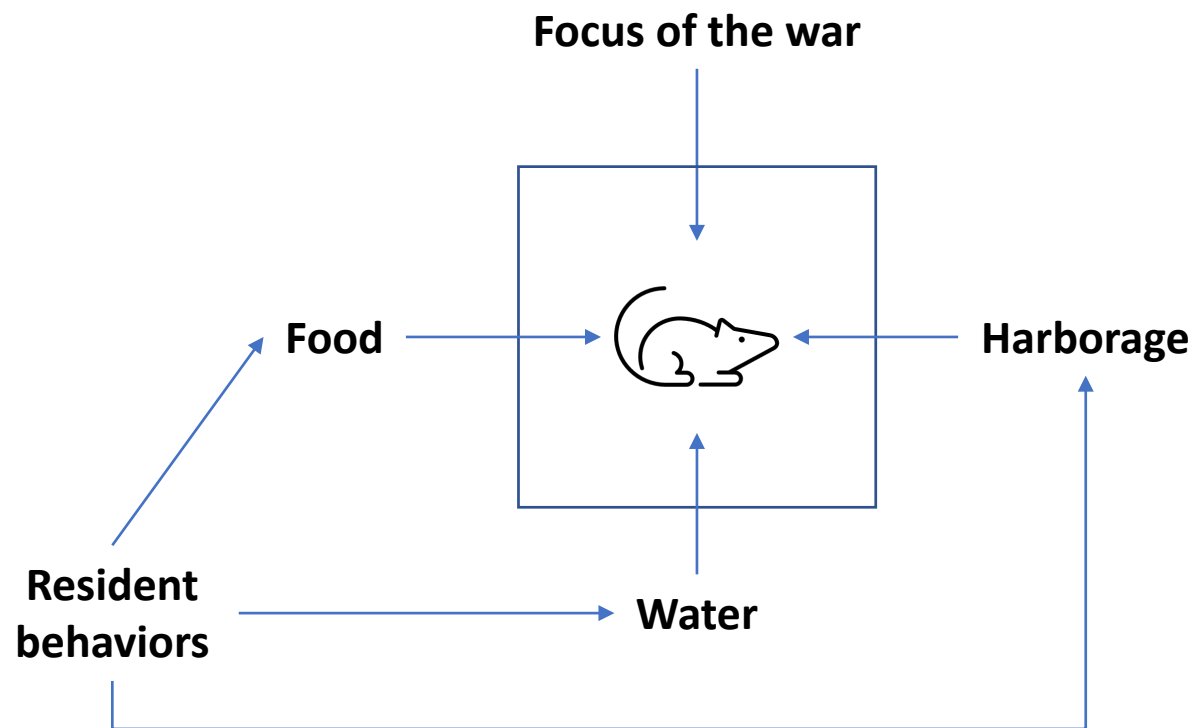 Focus of the war
Food
Harborage
Resident
behaviors
Water